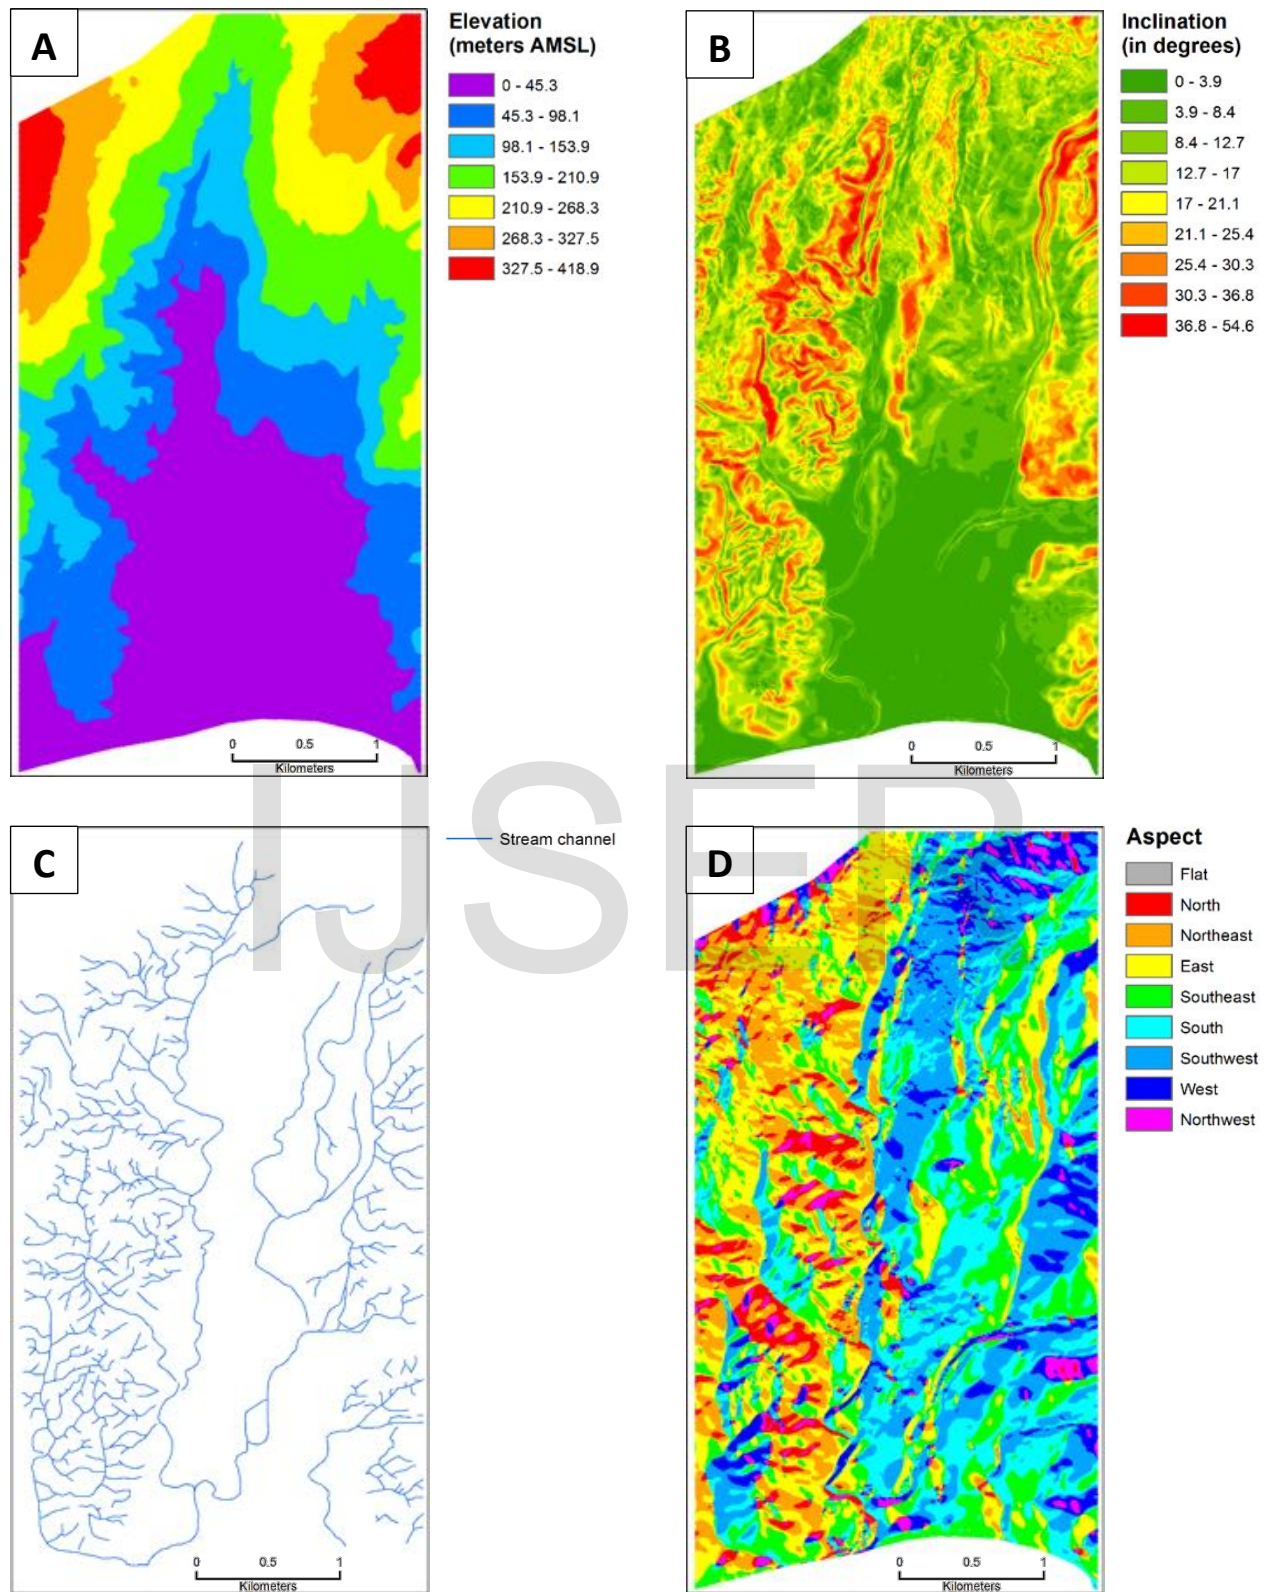 A
Elevation
(meters AMSL)
0 - 45.3
45.3 - 98.1
98.1 - 153.9
153.9 - 210.9
210.9 - 268.3
268.3 - 327.5
327.5 - 418.9
0 0.5 1
Kilometers
B
Inclination
(in degrees)
0 - 3.9
3.9 - 8.4
8.4 - 12.7
12.7 - 17
17 - 21.1
21.1 - 25.4
25.4 - 30.3
30.3 - 36.8
36.8 - 54.6
0 0.5 1
Kilometers
IJSER
C
Stream channel
0 0.5 1
Kilometers
D
Aspect
Flat
North
Northeast
East
Southeast
South
Southwest
West
Northwest
0 0.5 1
Kilometers